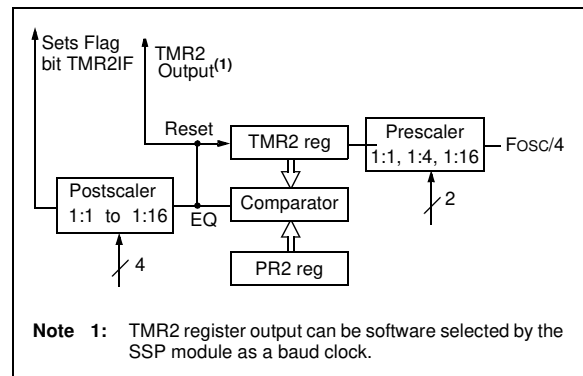 Sets Flag
bit TMR2IF
TMR2
Output(1)
Reset
TMR2 reg
Prescaler
1:1, 1:4, 1:16
FOSC/4
2
Postscaler
1:1 to 1:16
EQ
Comparator
4
PR2 reg
Note 1: TMR2 register output can be software selected by the
SSP module as a baud clock.